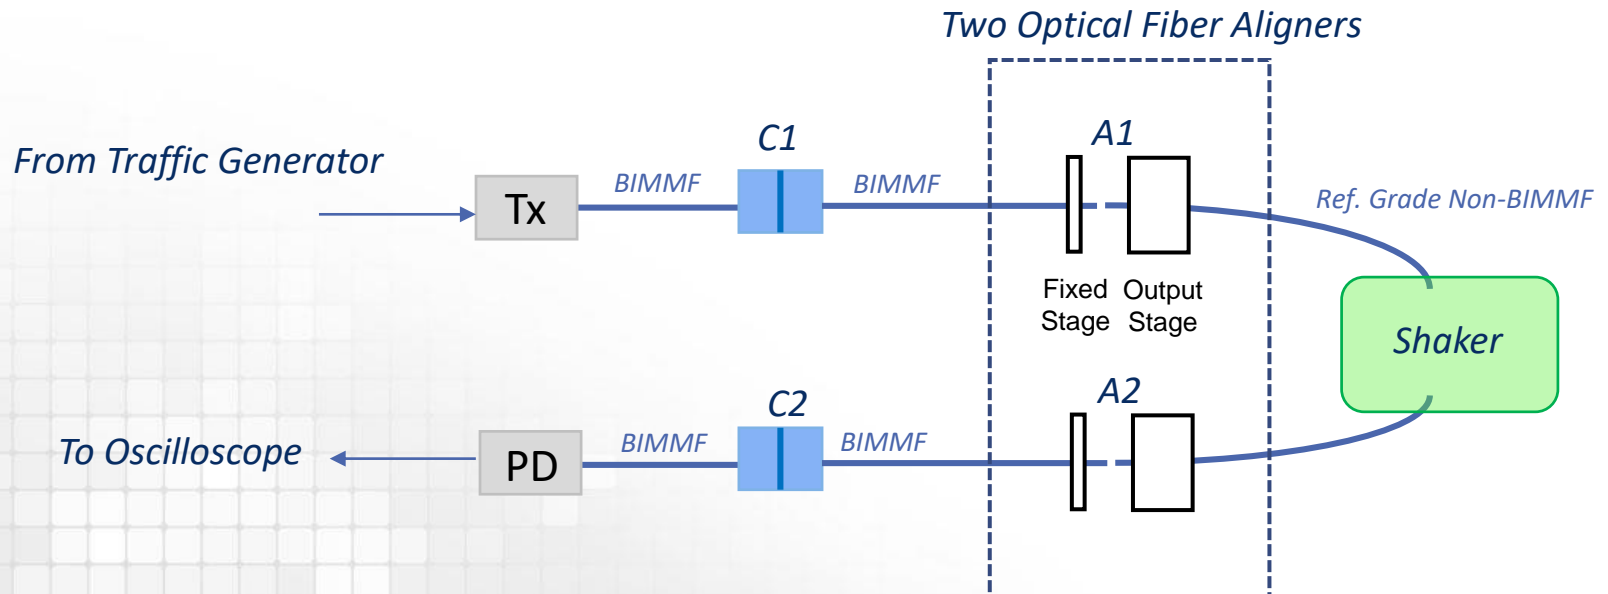 Two Optical Fiber Aligners
From Traffic Generator
Tx
BIMMF
C1
BIMMF
A1
Ref. Grade Non-BIMMF
Fixed Output
Stage Stage
Shaker
To Oscilloscope
PD
BIMMF
C2
BIMMF
A2